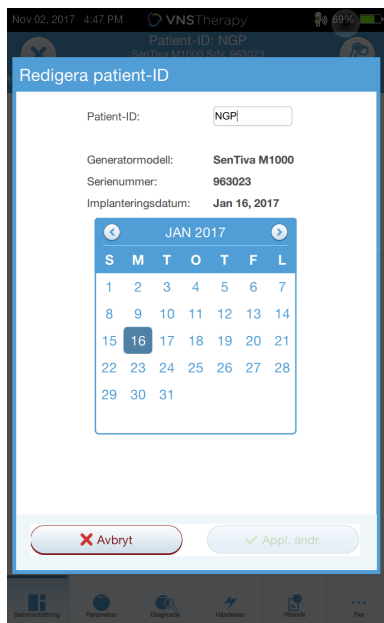 Nov 02, 2017 4:47 PM VNSTherapy 69%
Patient-ID: NGP
SenTiva M1000 S/N: 963023
Redigera patient-ID
Patient-ID: NGP
Generatormodell: SenTiva M1000
Serienummer: 963023
Implanteringsdatum: Jan 16, 2017
JAN 2017
S M T O T F L
1 2 3 4 5 6 7
8 9 10 11 12 13 14
15 16 17 18 19 20 21
22 23 24 25 26 27 28
29 30 31
Avbryt Appl. ändr.
Sammanfattning Parametrar Diagnostik Händelser Historik Fler